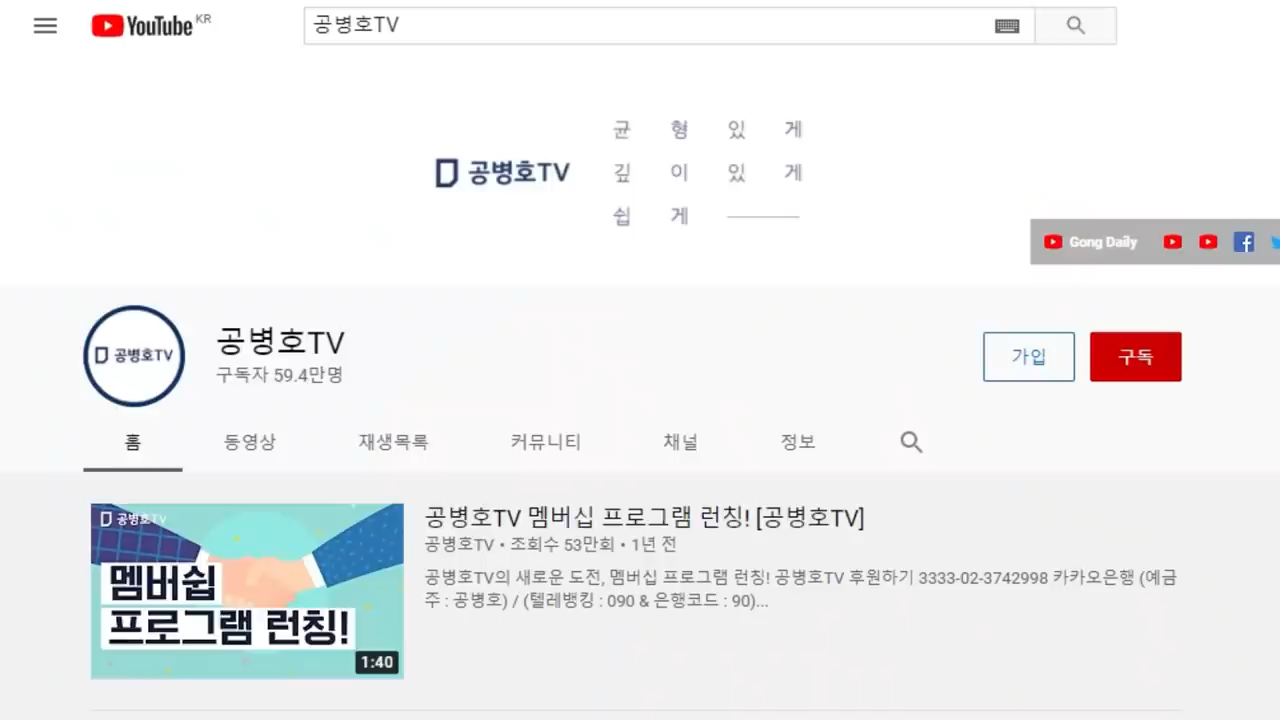 YouTube KR
공병호TV
균 형 있 게
공병호TV
깊 이 있 게
쉽 게
Gong Daily
공병호TV
공병호TV
구독자 59.4만명
가입
구독
홈
동영상
재생목록
커뮤니티
채널
정보
공병호TV
멤버쉽
프로그램 런칭!
1:40
공병호TV 멤버십 프로그램 런칭! [공병호TV]
공병호TV • 조회수 53만회 • 1년 전
공병호TV의 새로운 도전, 멤버십 프로그램 런칭! 공병호TV 후원하기 3333-02-3742998 카카오은행 (예금
주 : 공병호) / (텔레뱅킹 : 090 & 은행코드 : 90)...